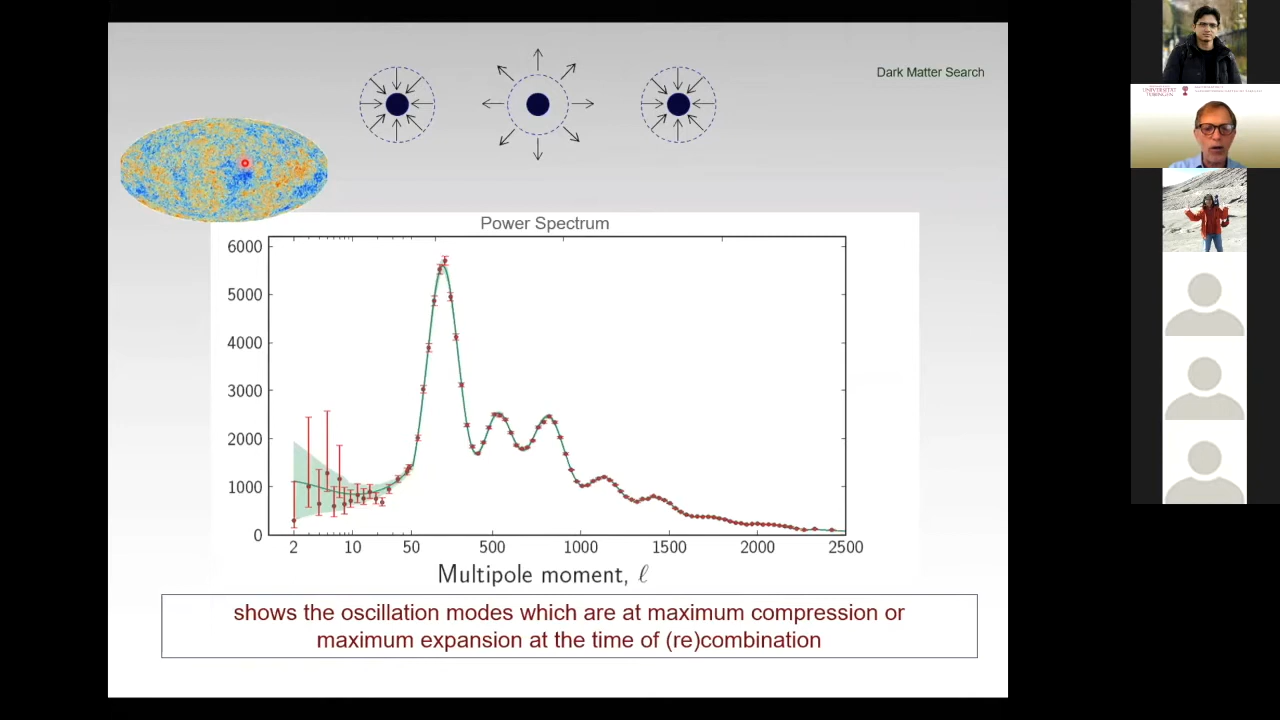 Dark Matter Search
UNIVERSITÄT
TÜBINGEN
Power Spectrum
6000
5000
4000
3000
2000
1000
0
2 10 50 500 1000 1500 2000 2500
Multipole moment, ℓ
shows the oscillation modes which are at maximum compression or
maximum expansion at the time of (re)combination